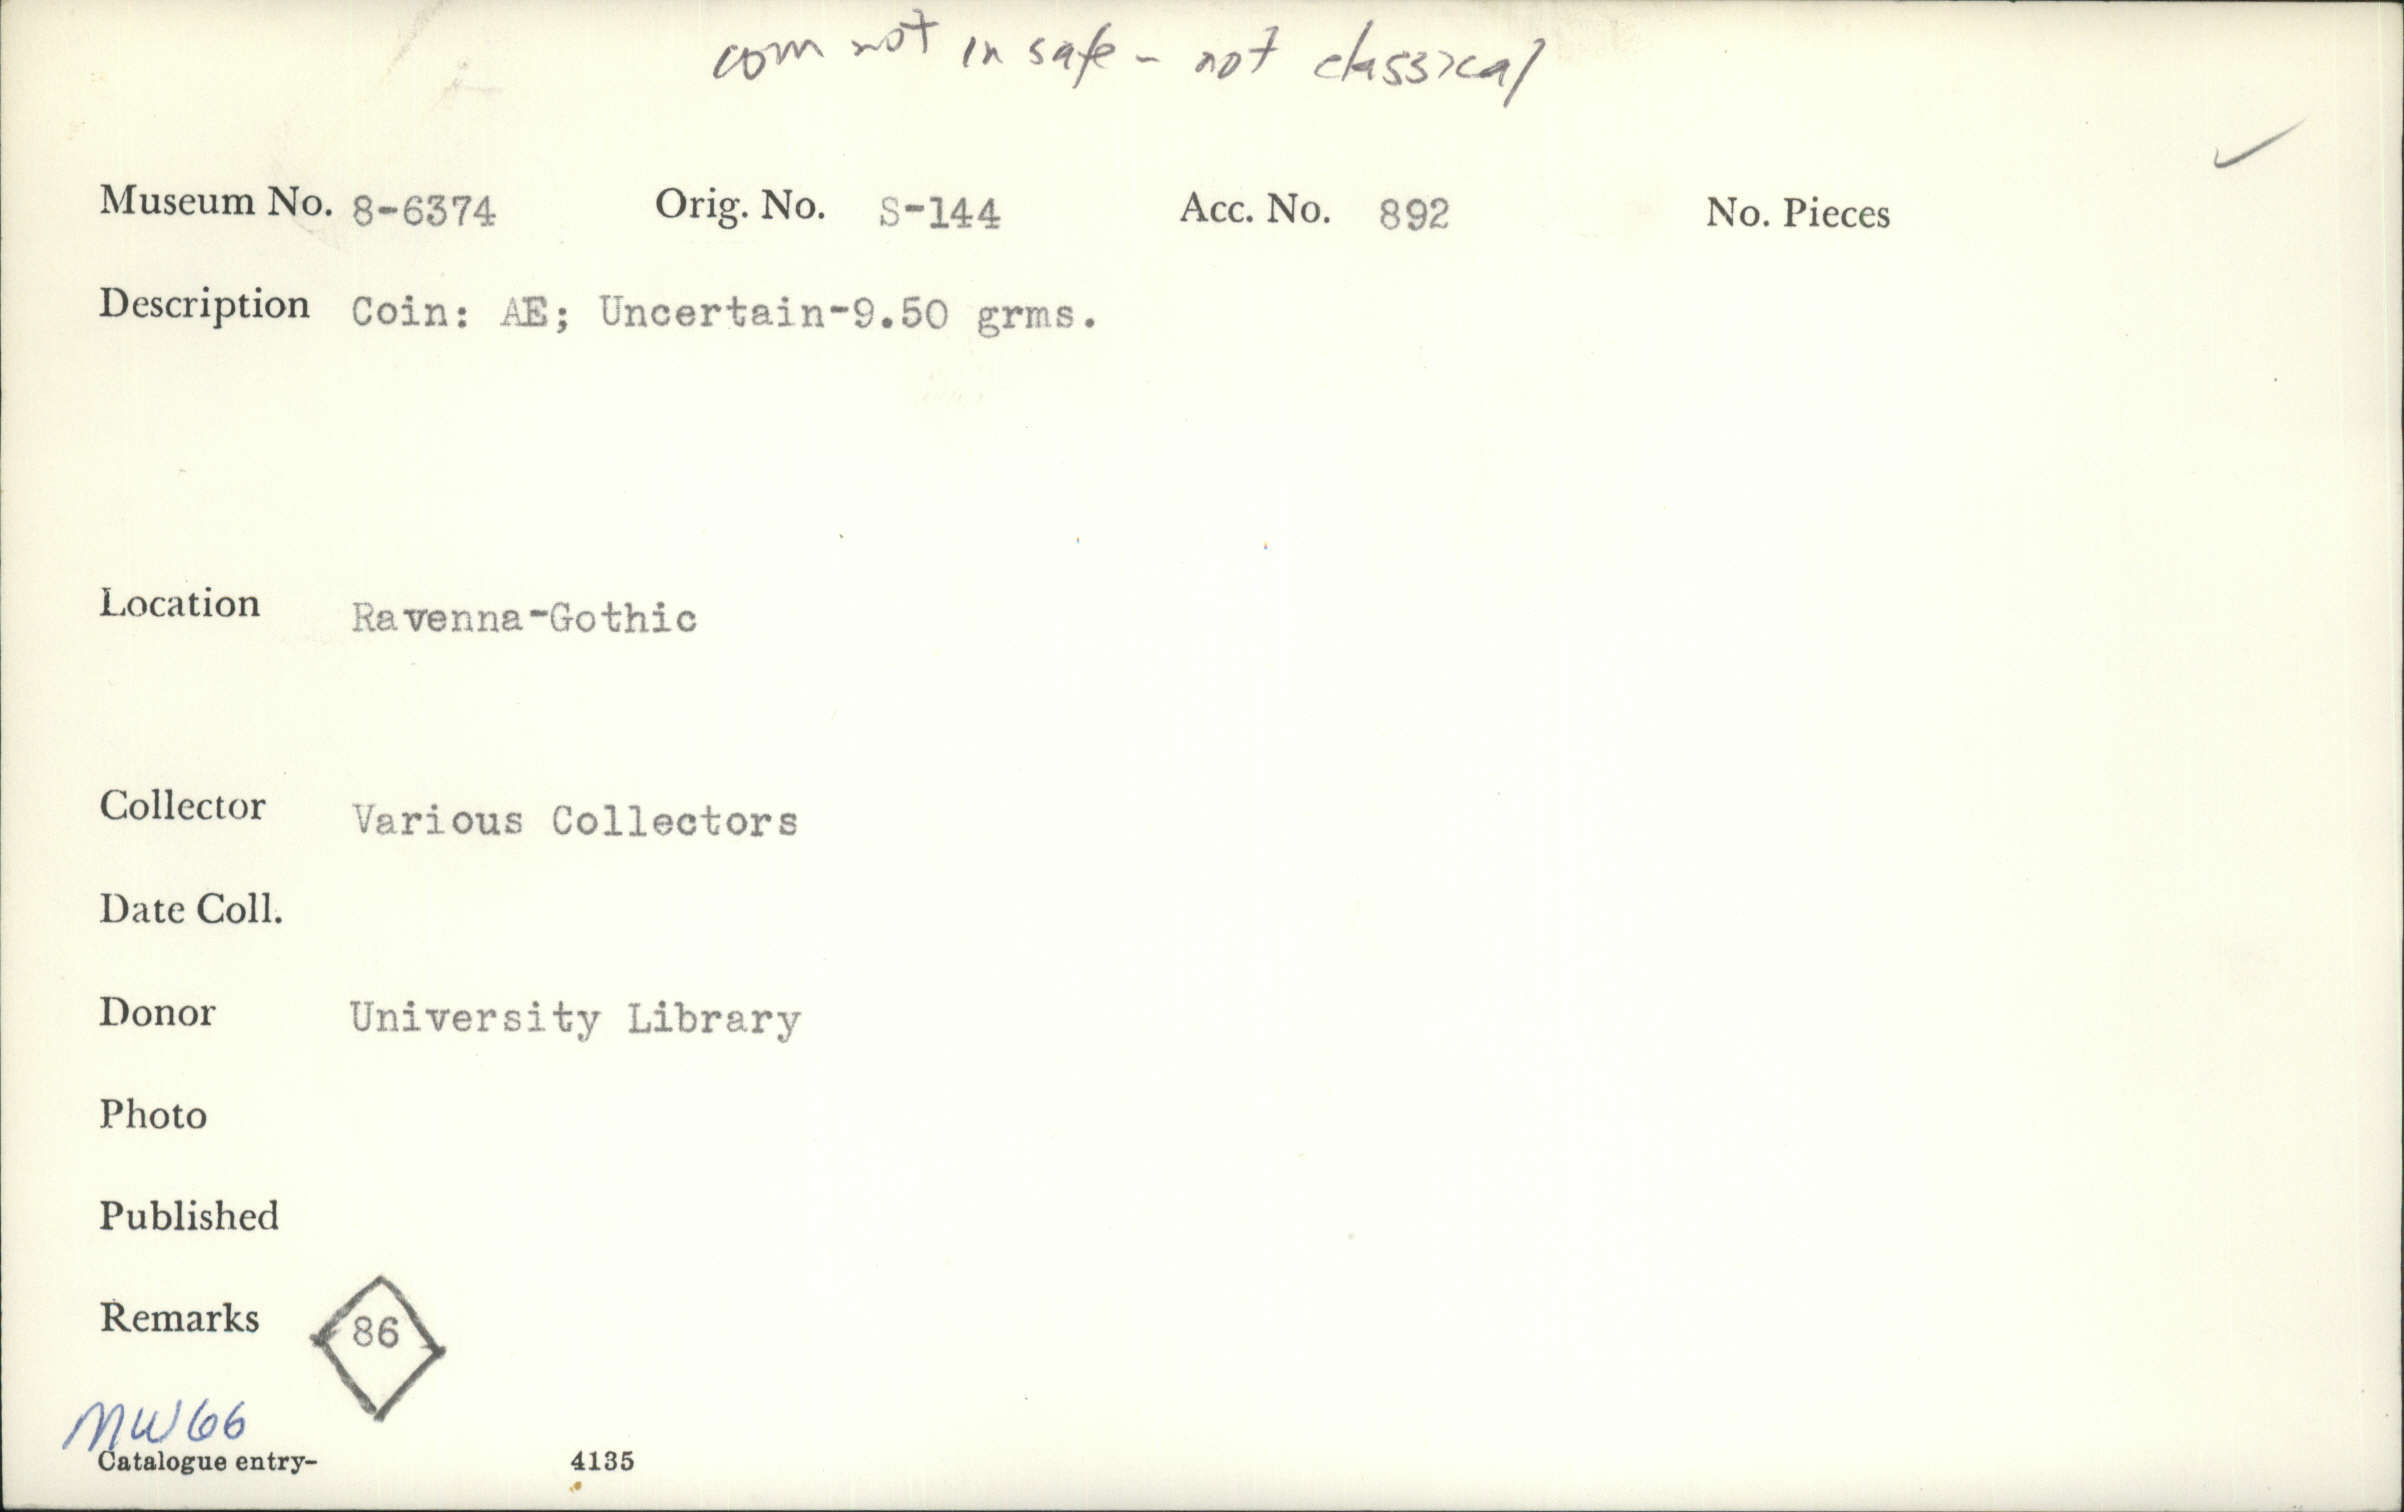 coin not in safe - not classical
Museum No. 8-6374 Orig. No. S-144 Acc. No. 892 No. Pieces
Description Coin: AE; Uncertain-9.50 grms.
Location Ravenna-Gothic
Collector Various Collectors
Date Coll.
Donor University Library
Photo
Published
Remarks 86
MW66
Catalogue entry- 4135